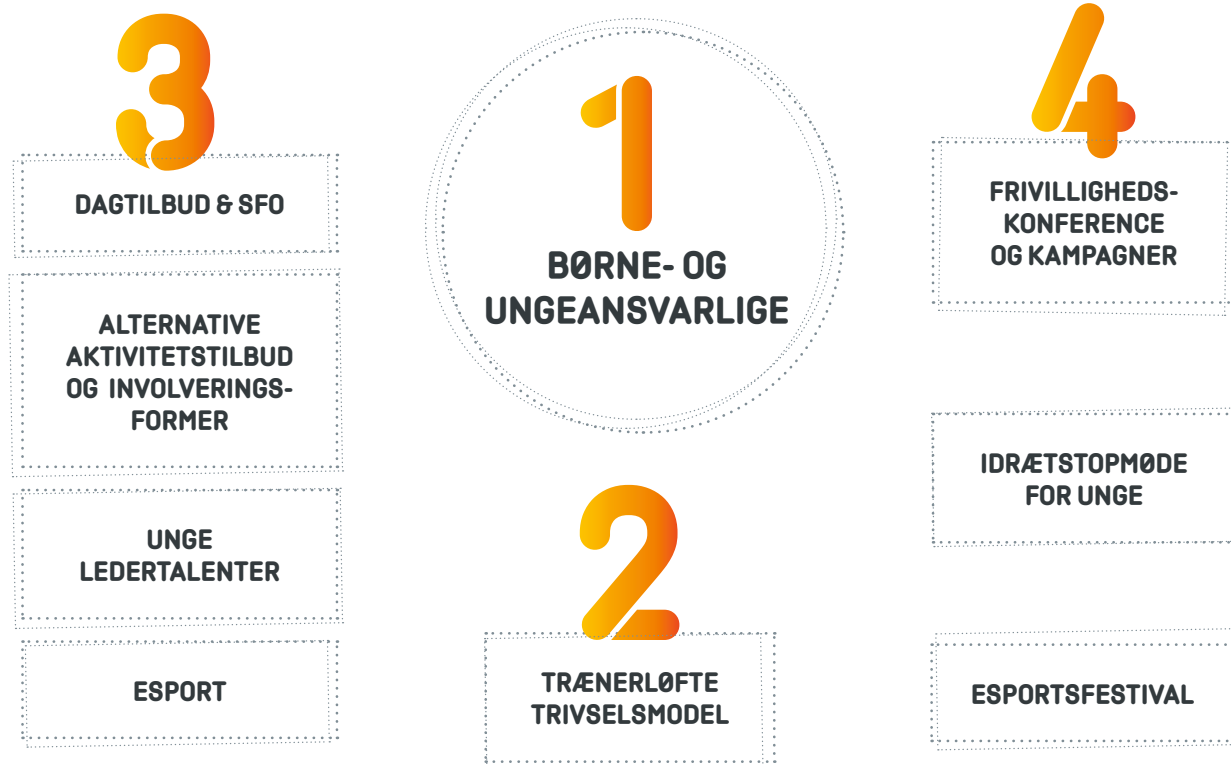 3
DAGTILBUD & SFO
ALTERNATIVE
AKTIVITETSTILBUD
OG INVOLVERINGS-
FORMER
UNGE
LEDERTALENTER
ESPORT
1
BØRNE- OG
UNGEANSVARLIGE
2
TRÆNERLØFTE
TRIVSELSMODEL
4
FRIVILLIGHEDS-
KONFERENCE
OG KAMPAGNER
IDRÆTSTOPMØDE
FOR UNGE
ESPORTSFESTIVAL